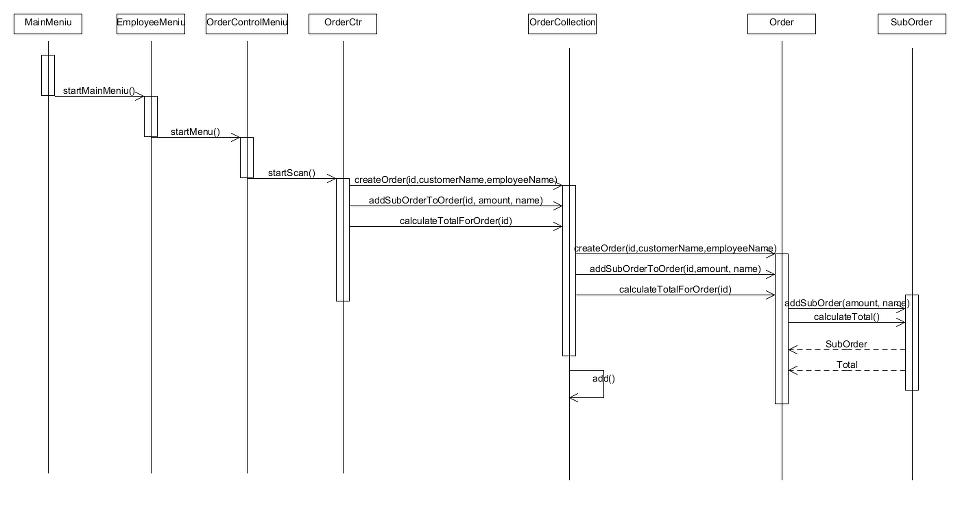 MainMeniu
EmployeeMeniu
OrderControlMeniu
OrderCtr
OrderCollection
Order
SubOrder
startMainMeniu()
startMenu()
startScan()
createOrder(id,customerName,employeeName)
addSubOrderToOrder(id, amount, name)
calculateTotalForOrder(id)
createOrder(id,customerName,employeeName)
addSubOrderToOrder(id,amount, name)
calculateTotalForOrder(id)
addSubOrder(amount, name)
calculateTotal()
SubOrder
Total
add()